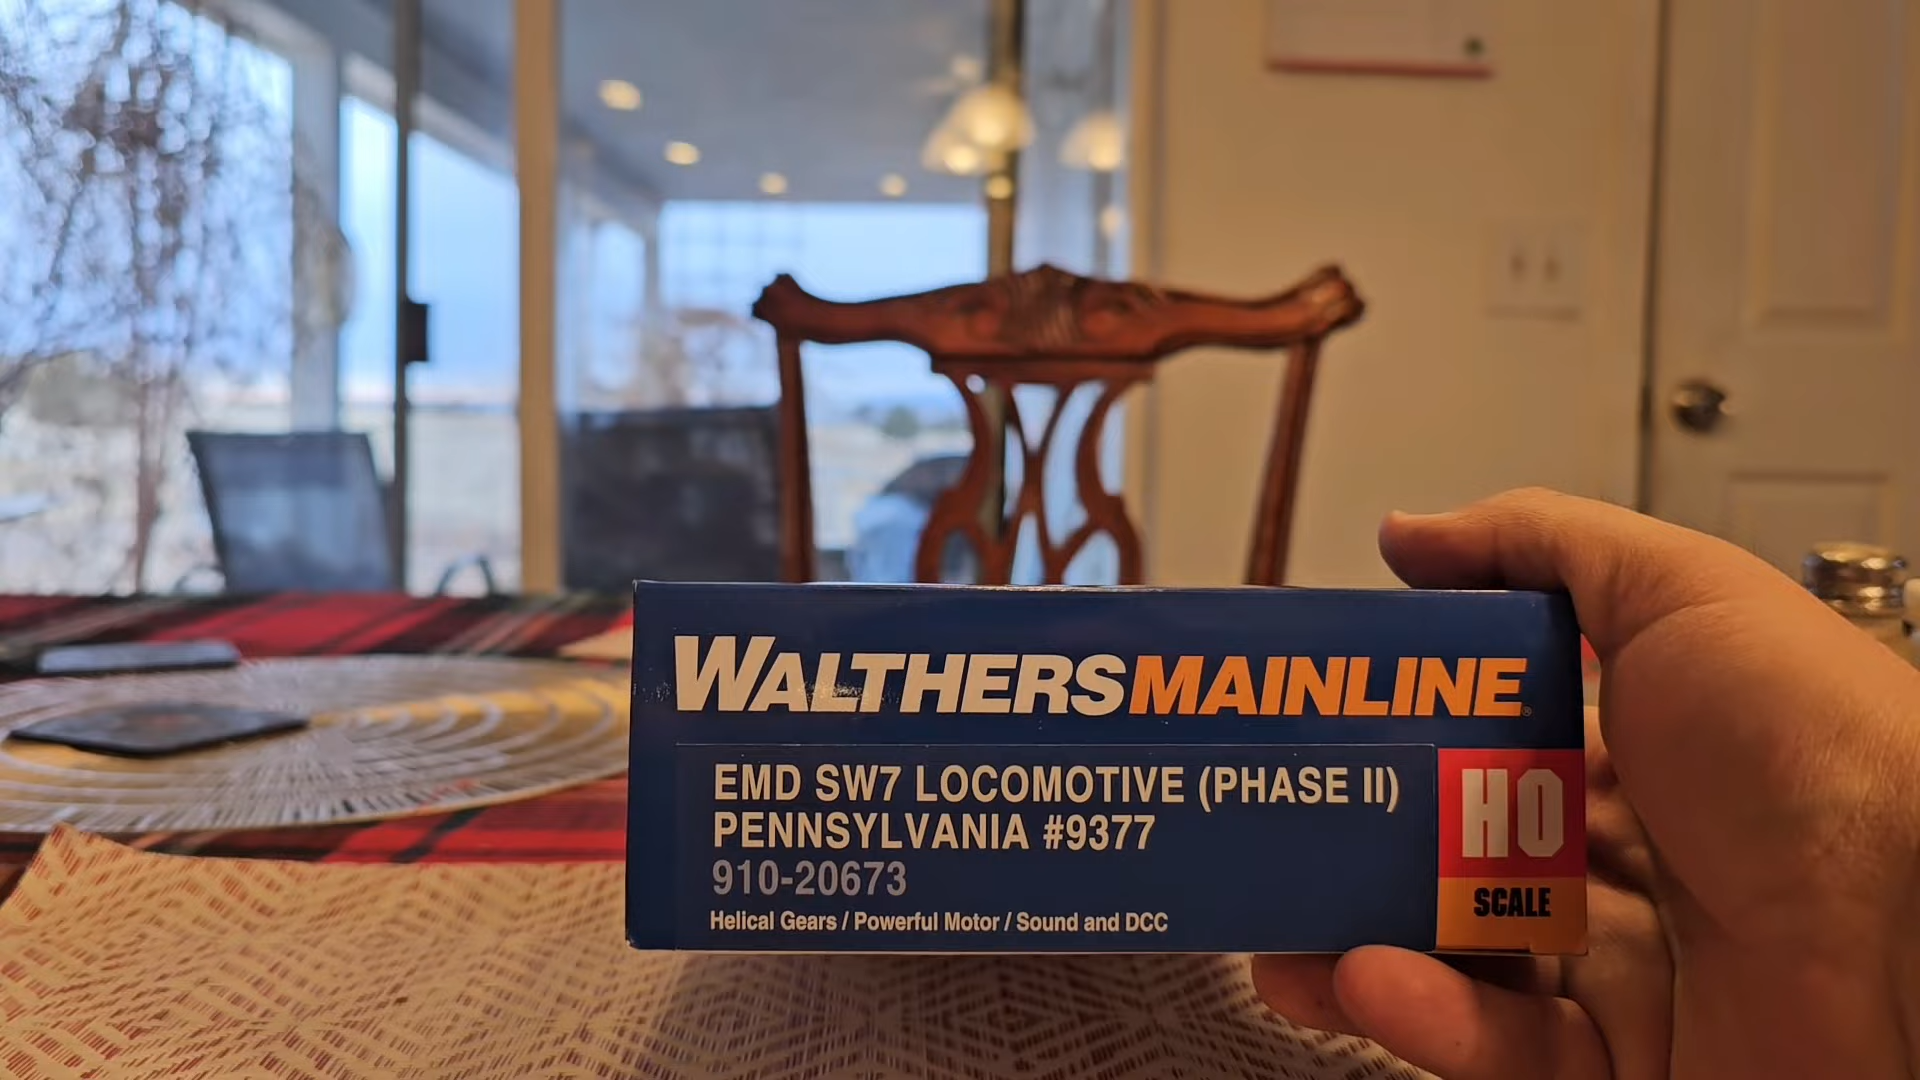 WALTHERSMAINLINE®
EMD SW7 LOCOMOTIVE (PHASE II)
PENNSYLVANIA #9377
910-20673
Helical Gears / Powerful Motor / Sound and DCC
HO
SCALE